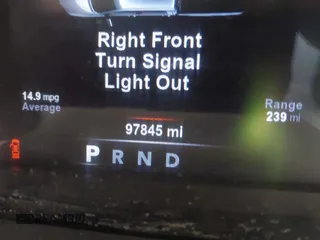 Right Front
Turn Signal
Light Out
14.9 mpg
Average
Range
239 mi
97845 mi
P R N D